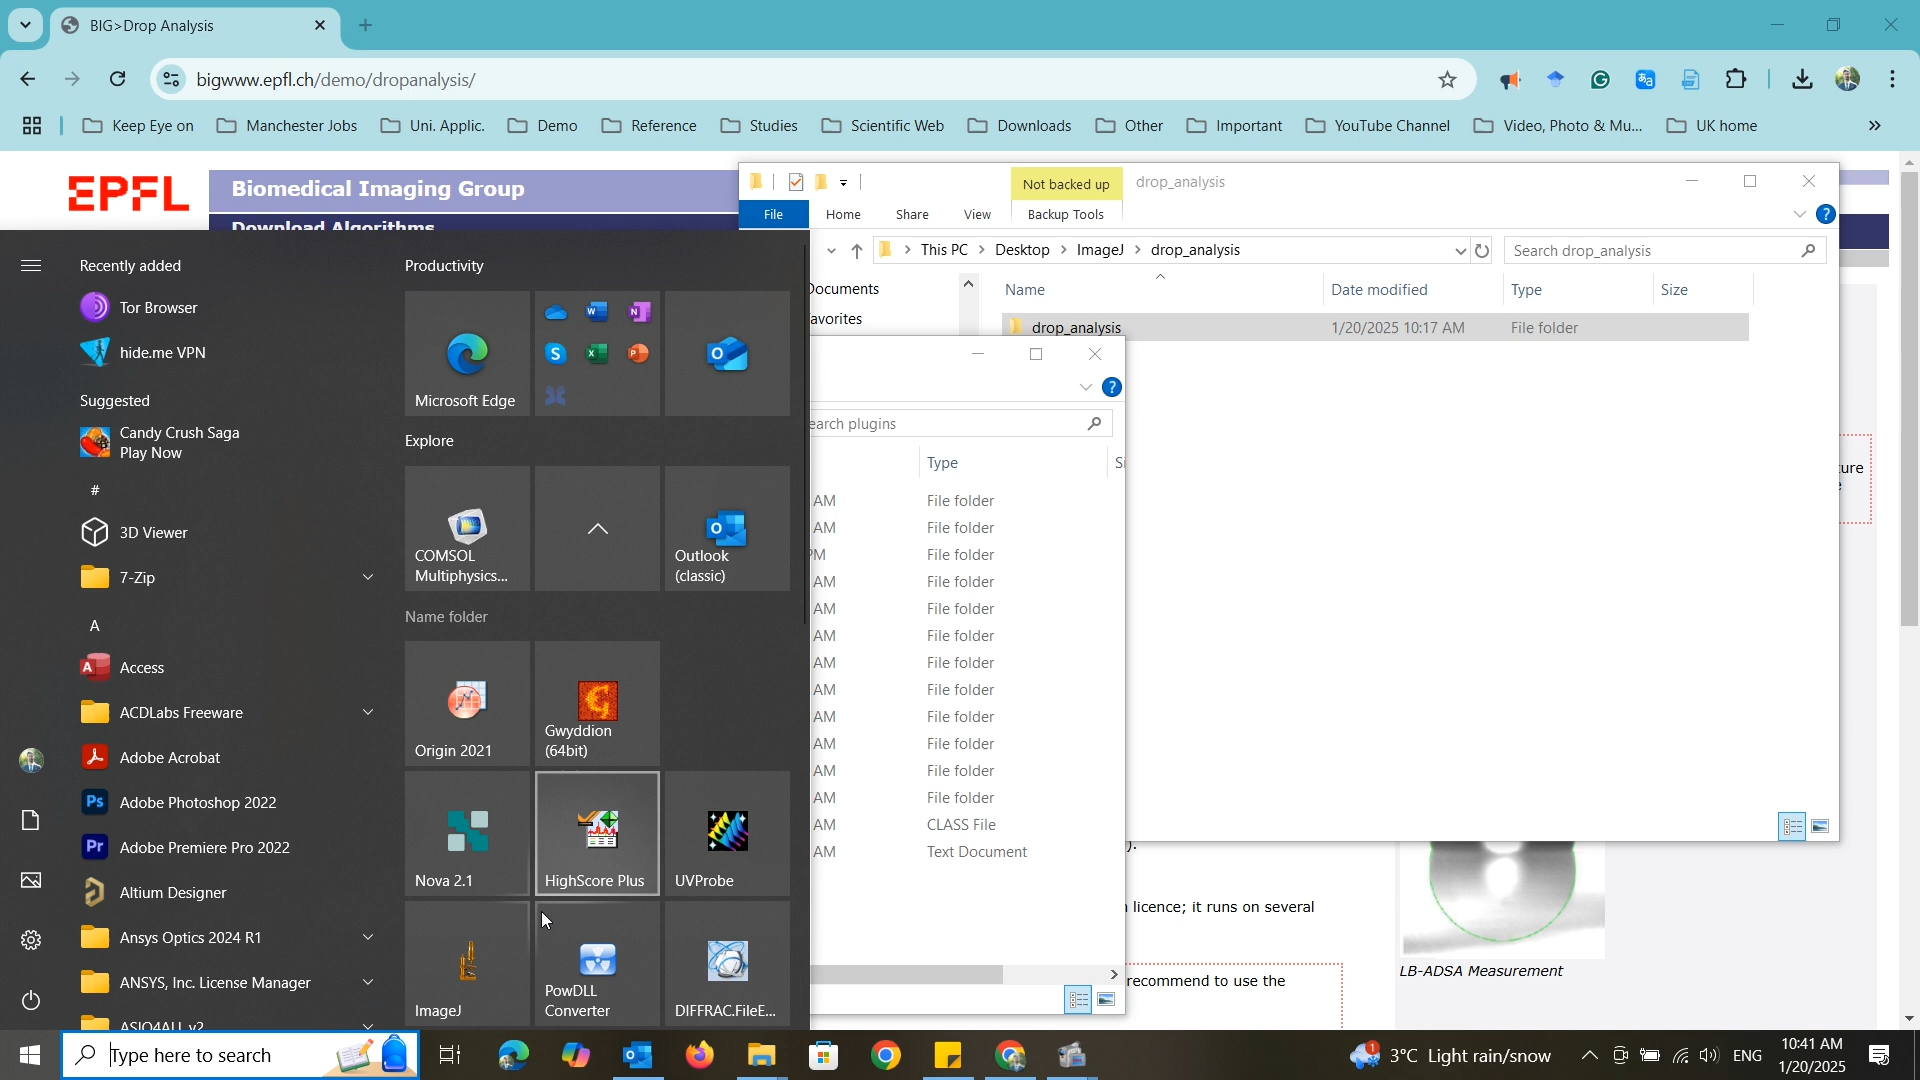 BIG>Drop Analysis
bigwww.epfl.ch/demo/dropanalysis/
Keep Eye on
Manchester Jobs
Uni. Applic.
Demo
Reference
Studies
Scientific Web
Downloads
Other
Important
YouTube Channel
Video, Photo & Mu...
UK home
EPFL
Biomedical Imaging Group
Download Algorithms
Not backed up
drop_analysis
File
Home
Share
View
Backup Tools
This PC
Desktop
ImageJ
drop_analysis
Search drop_analysis
Documents
avorites
Name
Date modified
Type
Size
drop_analysis
1/20/2025 10:17 AM
File folder
earch plugins
Type
Si
AM File folder
AM File folder
PM File folder
AM File folder
AM File folder
AM File folder
AM File folder
AM File folder
AM File folder
AM File folder
AM File folder
AM File folder
AM CLASS File
AM Text Document
ture
).
licence; it runs on several
recommend to use the
LB-ADSA Measurement
Recently added
Tor Browser
hide.me VPN
Suggested
Candy Crush Saga
Play Now
#
3D Viewer
7-Zip
A
Access
ACDLabs Freeware
Adobe Acrobat
Adobe Photoshop 2022
Adobe Premiere Pro 2022
Altium Designer
Ansys Optics 2024 R1
ANSYS, Inc. License Manager
ASIO4ALL v2
Productivity
Microsoft Edge
Explore
COMSOL
Multiphysics...
Outlook
(classic)
Name folder
Origin 2021
Gwyddion
(64bit)
Nova 2.1
HighScore Plus
UVProbe
ImageJ
PowDLL
Converter
DIFFRAC.FileE...
Type here to search
3°C Light rain/snow
ENG
10:41 AM
1/20/2025